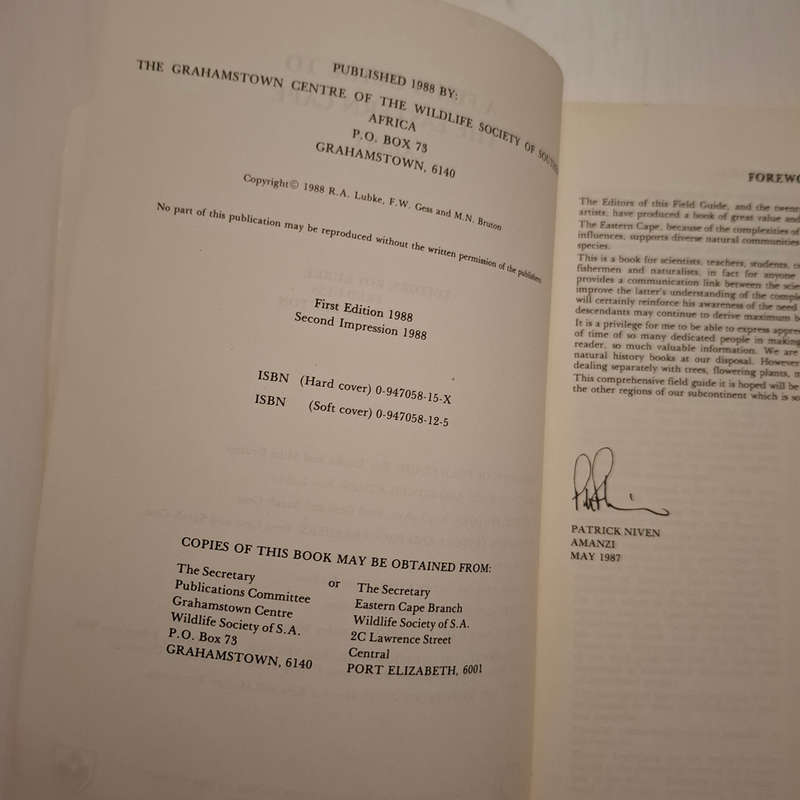 PUBLISHED 1988 BY:
THE GRAHAMSTOWN CENTRE OF THE WILDLIFE SOCIETY OF
AFRICA
P.O. BOX 73
GRAHAMSTOWN, 6140
Copyright© 1988 R.A. Lubke, F.W. Gess and M.N. Bruton
No part of this publication may be reproduced without the written permission of the publishers
First Edition 1988
Second Impression 1988
ISBN (Hard cover) 0-947058-15-X
ISBN (Soft cover) 0-947058-12-5
COPIES OF THIS BOOK MAY BE OBTAINED FROM:
The Secretary
Publications Committee
Grahamstown Centre
Wildlife Society of S.A.
P.O. Box 73
GRAHAMSTOWN, 6140
or
The Secretary
Eastern Cape Branch
Wildlife Society of S.A.
2C Lawrence Street
Central
PORT ELIZABETH, 6001
FOREWO
The Editors of this Field Guide, and the twent
artists, have produced a book of great value and
The Eastern Cape, because of the complexities of
influences, supports diverse natural communities
species.
This is a book for scientists, teachers, students,
fishermen and naturalists, in fact for anyone
provides a communication link between the scie
improve the latter's understanding of the comple
will certainly reinforce his awareness of the need
descendants may continue to derive maximum b
It is a privilege for me to be able to express appre
of time of so many dedicated people in making
reader, so much valuable information. We are
natural history books at our disposal. However
dealing separately with trees, flowering plants, m
This comprehensive field guide it is hoped will be
the other regions of our subcontinent which is so
PATRICK NIVEN
AMANZI
MAY 1987